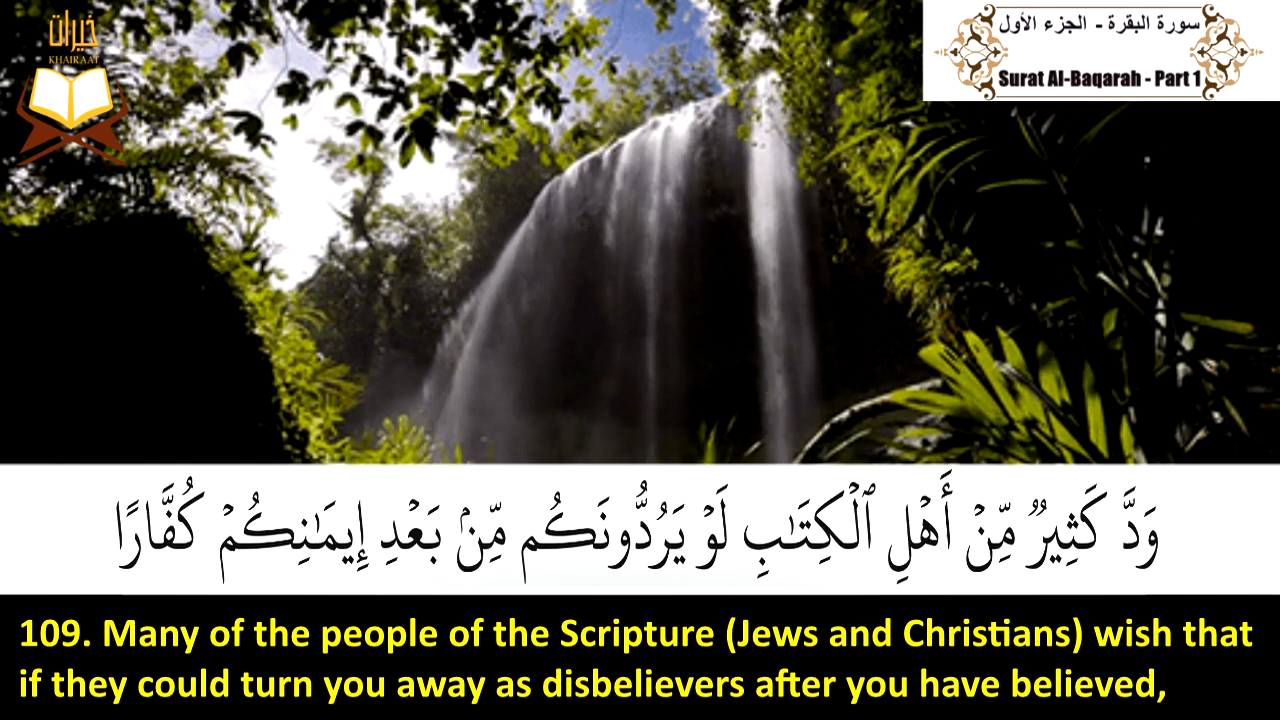 خيرات
KHAIRAAT
سورة البقرة - الجزء الأول
Surat Al-Baqarah - Part 1
وَدَّ كَثِيرٌ مِّنْ أَهْلِ ٱلْكِتَٰبِ لَوْ يَرُدُّونَكُم مِّنۢ بَعْدِ إِيمَٰنِكُمْ كُفَّارًا
109. Many of the people of the Scripture (Jews and Christians) wish that
if they could turn you away as disbelievers after you have believed,